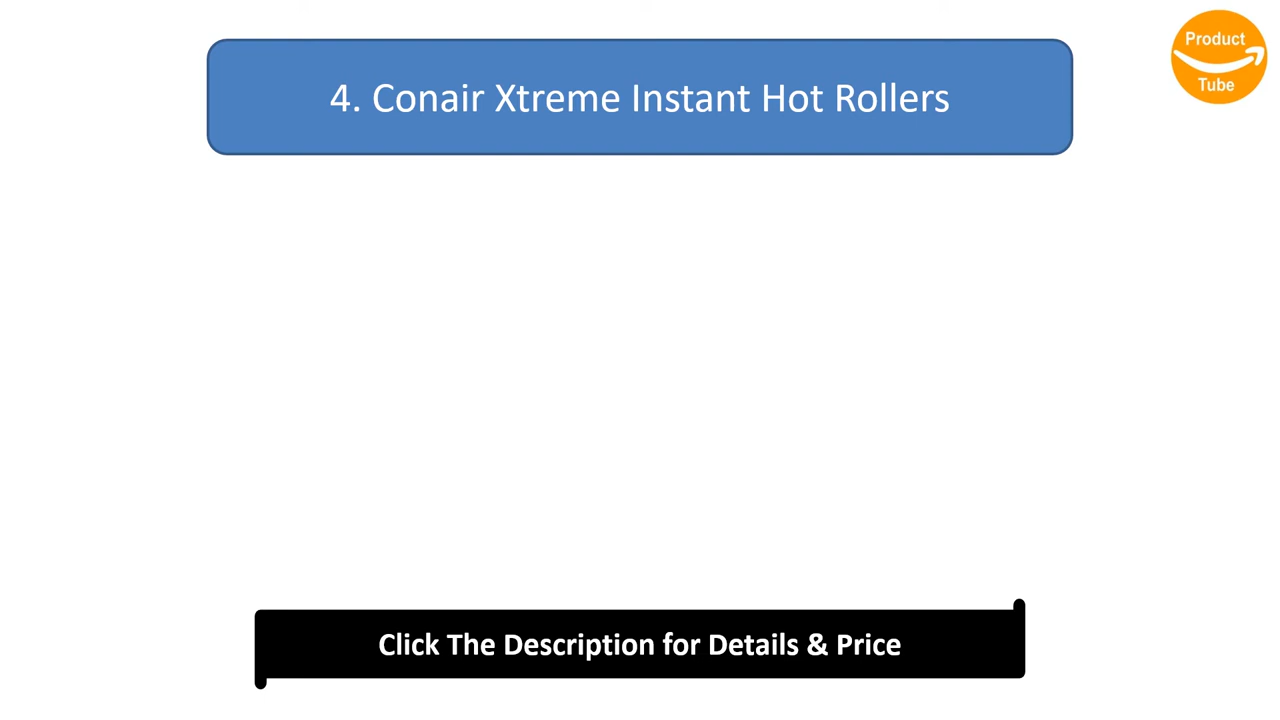 Product
Tube
4. Conair Xtreme Instant Hot Rollers
Click The Description for Details & Price